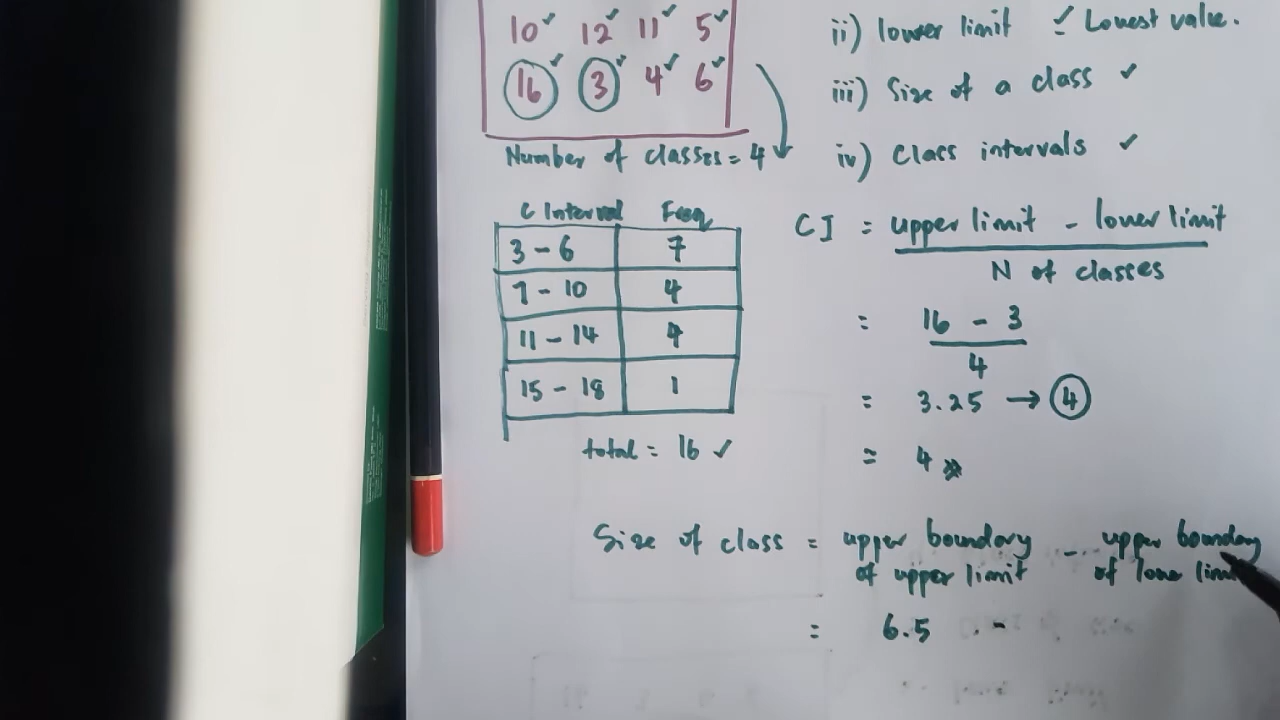 10 12 11 5
16 3 4 6
Number of classes = 4
C Interval Freq
3 - 6 7
7 - 10 4
11 - 14 4
15 - 18 1
total = 16 ✓
ii) lower limit ✓ Lowest value.
iii) Size of a class ✓
iv) Class intervals ✓
CI = upper limit - lower limit
N of classes
= 16 - 3
4
= 3.25 → 4
= 4
Size of class = upper boundary - upper boundary
of upper limit of lowe limi
= 6.5 -